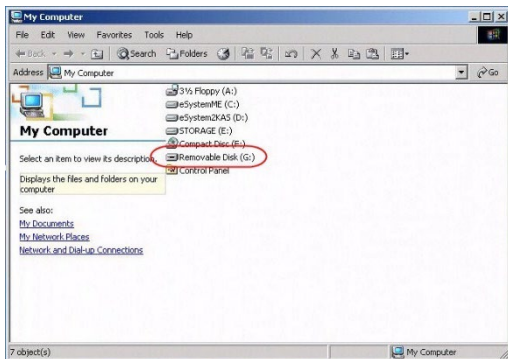 My Computer
File Edit View Favorites Tools Help
Back Search Folders
Address My Computer Go
My Computer
Select an item to view its description.
Displays the files and folders on your
computer
See also:
My Documents
My Network Places
Network and Dial-up Connections
3½ Floppy (A:)
eSystemME (C:)
eSystem2KAS (D:)
STORAGE (E:)
Compact Disc (F:)
Removable Disk (G:)
Control Panel
7 object(s) My Computer